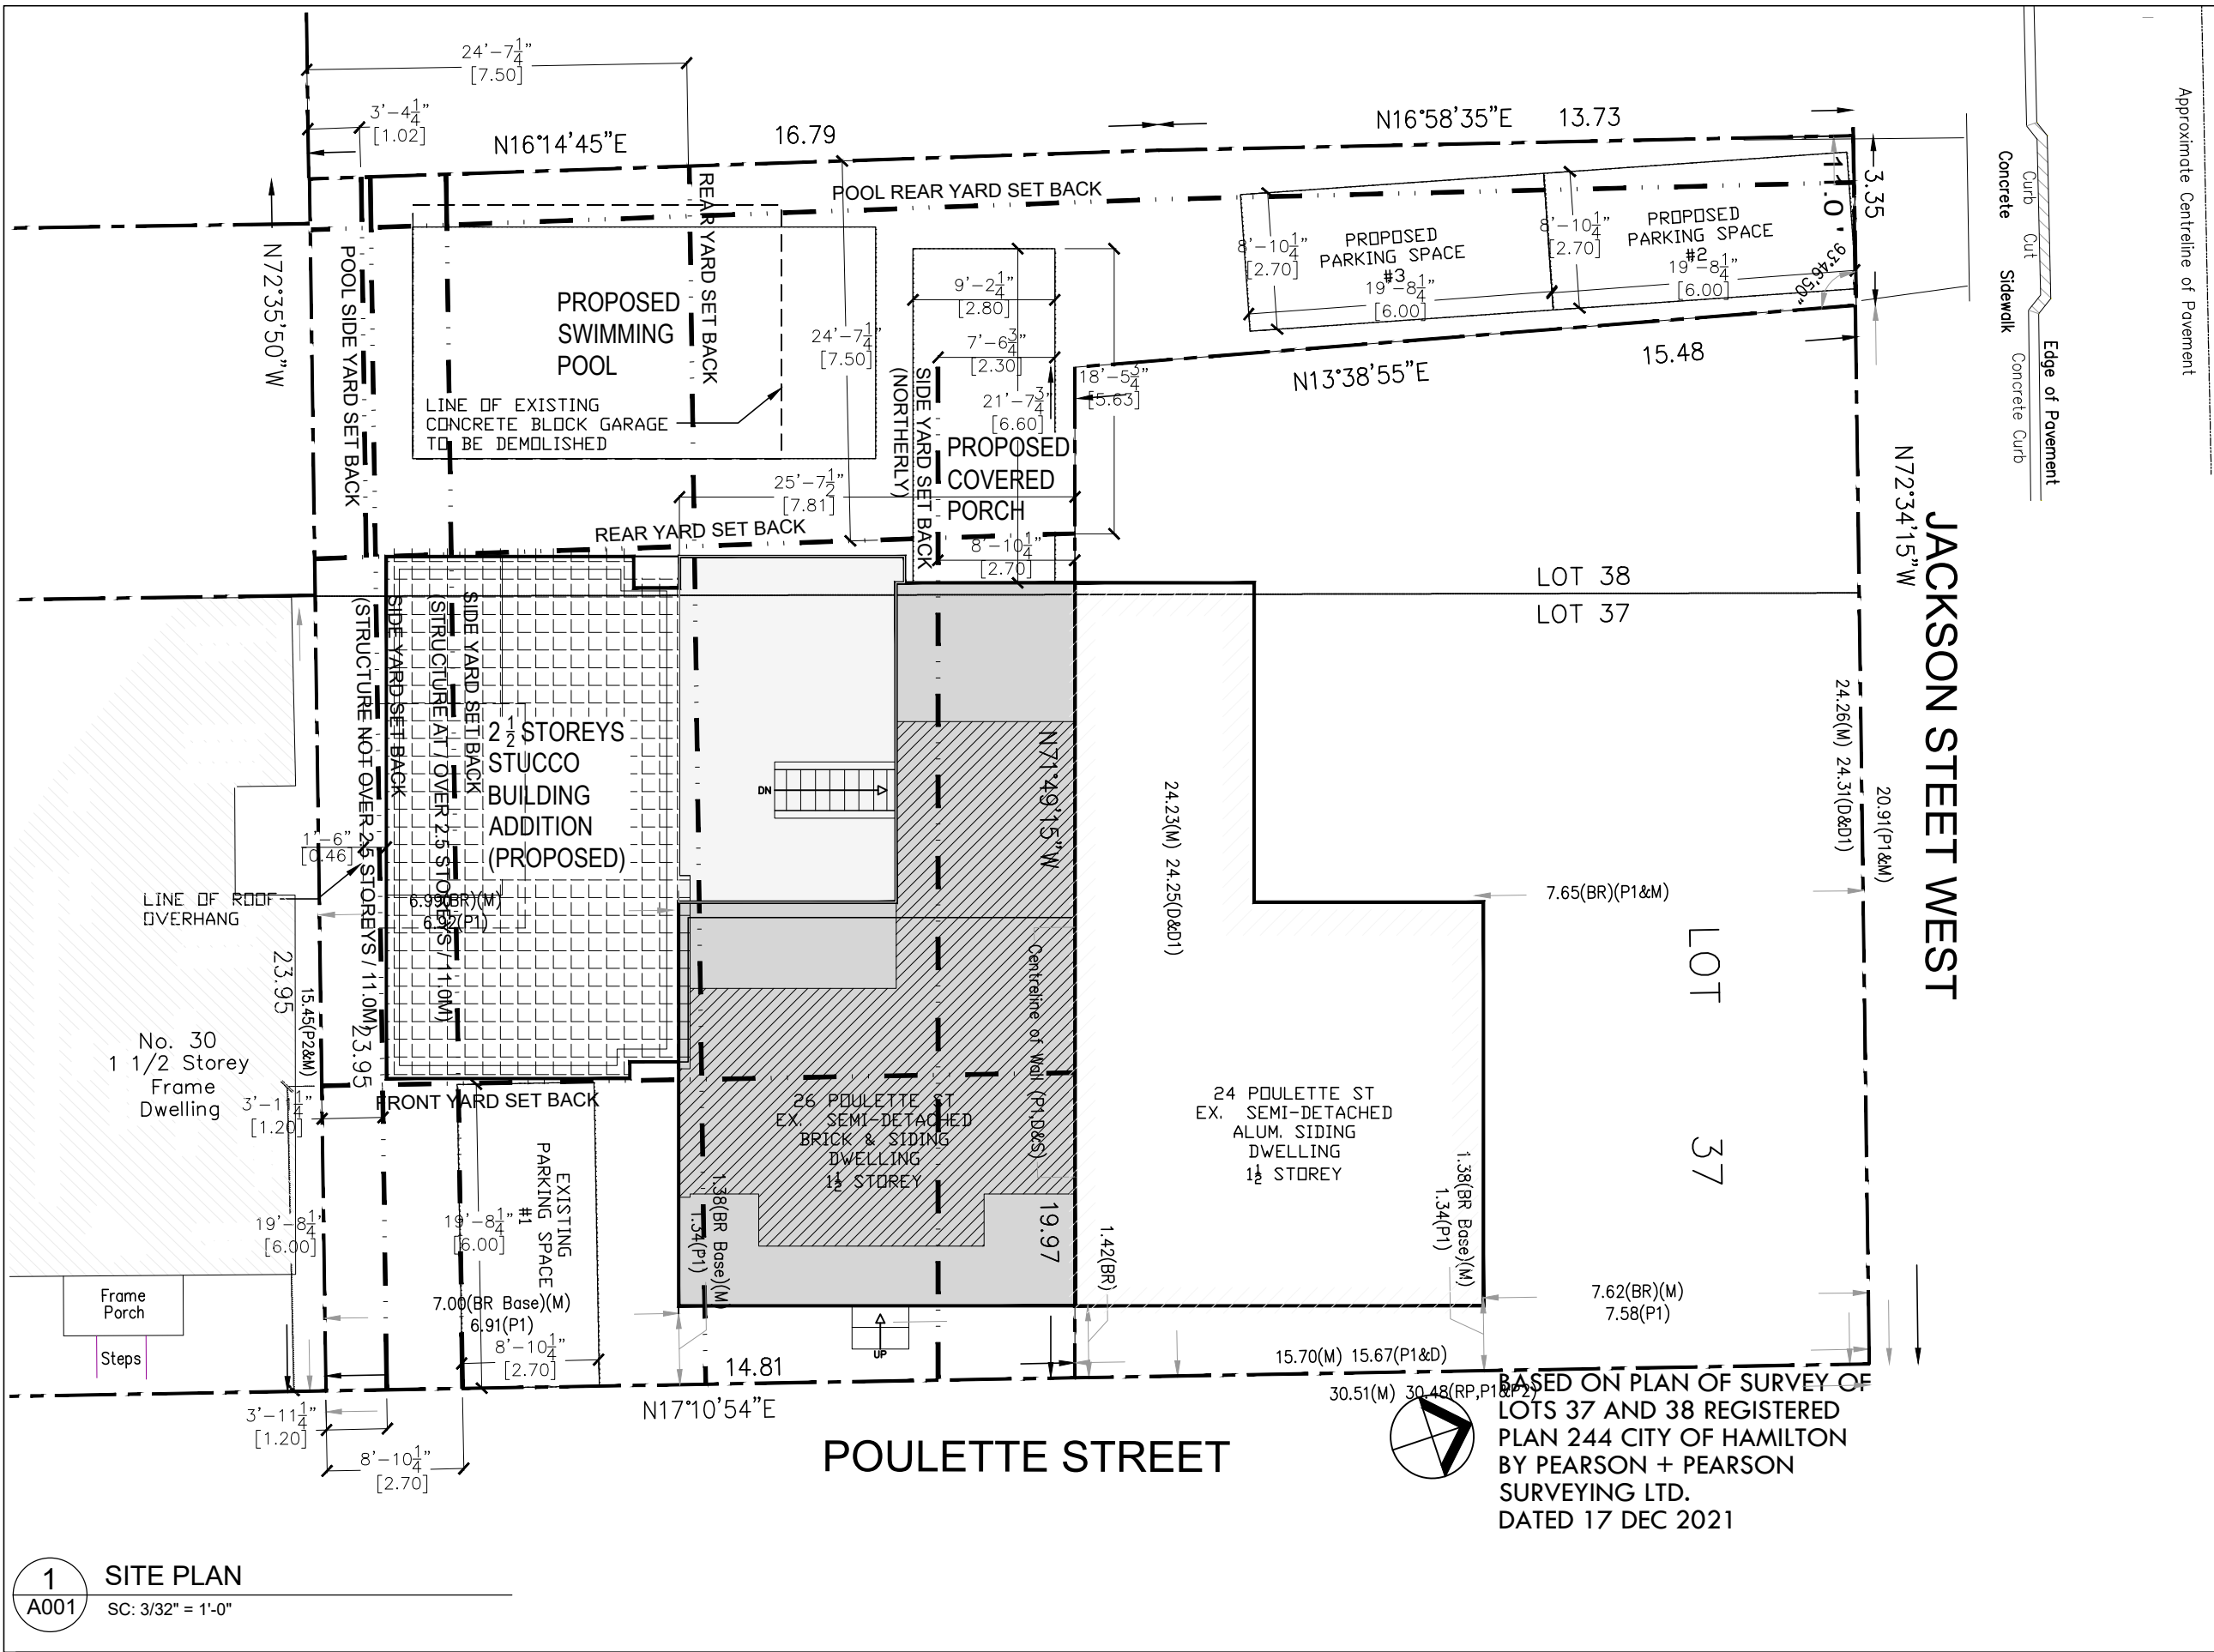 24'-7 1/4"
[7.50]
3'-4 1/4"
[1.02]
N16°14'45"E
16.79
N16°58'35"E
13.73
3.35
11.0'
93°46'50"
POOL REAR YARD SET BACK
REAR YARD SET BACK
POOL SIDE YARD SET BACK
N72°35'50"W
PROPOSED
SWIMMING
POOL
LINE OF EXISTING
CONCRETE BLOCK GARAGE
TO BE DEMOLISHED
24'-7 1/4"
[7.50]
9'-2 1/4"
[2.80]
7'-6 3/4"
[2.30]
21'-7 3/4"
[6.60]
18'-5 3/4"
[5.63]
SIDE YARD SET BACK
(NORTHERLY)
PROPOSED
COVERED
PORCH
8'-10 1/4"
[2.70]
25'-7 1/2"
[7.81]
REAR YARD SET BACK
8'-10 1/4"
[2.70]
PROPOSED
PARKING SPACE
#3
19'-8 1/4"
[6.00]
8'-10 1/4"
[2.70]
PROPOSED
PARKING SPACE
#2
19'-8 1/4"
[6.00]
15.48
N13°38'55"E
Concrete Sidewalk
Curb Cut
Concrete Curb
Edge of Pavement
Approximate Centreline of Pavement
N72°34'15"W
JACKSON STEET WEST
LOT 38
LOT 37
24.26(M) 24.31(D&D1)
20.91(P1&M)
7.65(BR)(P1&M)
LOT 37
SIDE YARD SET BACK
(STRUCTURE NOT OVER 2.5 STOREYS / 11.0M)
SIDE YARD SET BACK
(STRUCTURE AT / OVER 2.5 STOREYS / 11.0M)
2 1/2 STOREYS
STUCCO
BUILDING
ADDITION
(PROPOSED)
DN
N71°49'15"W
24.23(M) 24.25(D&D1)
Centreline of Wall (P1,D&S)
1'-6"
[0.46]
LINE OF ROOF
OVERHANG
6.99(BR)(M)
6.92(P1)
23.95
15.45(P2&M)
23.95
No. 30
1 1/2 Storey
Frame
Dwelling
3'-11 1/4"
[1.20]
FRONT YARD SET BACK
26 POULETTE ST
EX. SEMI-DETACHED
BRICK & SIDING
DWELLING
1 1/2 STOREY
24 POULETTE ST
EX. SEMI-DETACHED
ALUM. SIDING
DWELLING
1 1/2 STOREY
19'-8 1/4"
[6.00]
19'-8 1/4"
[6.00]
EXISTING
PARKING SPACE
#1
1.38(BR Base)(M)
1.34(P1)
19.97
1.42(BR)
1.38(BR Base)(M)
1.34(P1)
Frame
Porch
Steps
7.00(BR Base)(M)
6.91(P1)
8'-10 1/4"
[2.70]
UP
7.62(BR)(M)
7.58(P1)
14.81
15.70(M) 15.67(P1&D)
30.51(M) 30.48(RP,P1&P2)
N17°10'54"E
3'-11 1/4"
[1.20]
8'-10 1/4"
[2.70]
POULETTE STREET
BASED ON PLAN OF SURVEY OF
LOTS 37 AND 38 REGISTERED
PLAN 244 CITY OF HAMILTON
BY PEARSON + PEARSON
SURVEYING LTD.
DATED 17 DEC 2021
1
A001
SITE PLAN
SC: 3/32" = 1'-0"